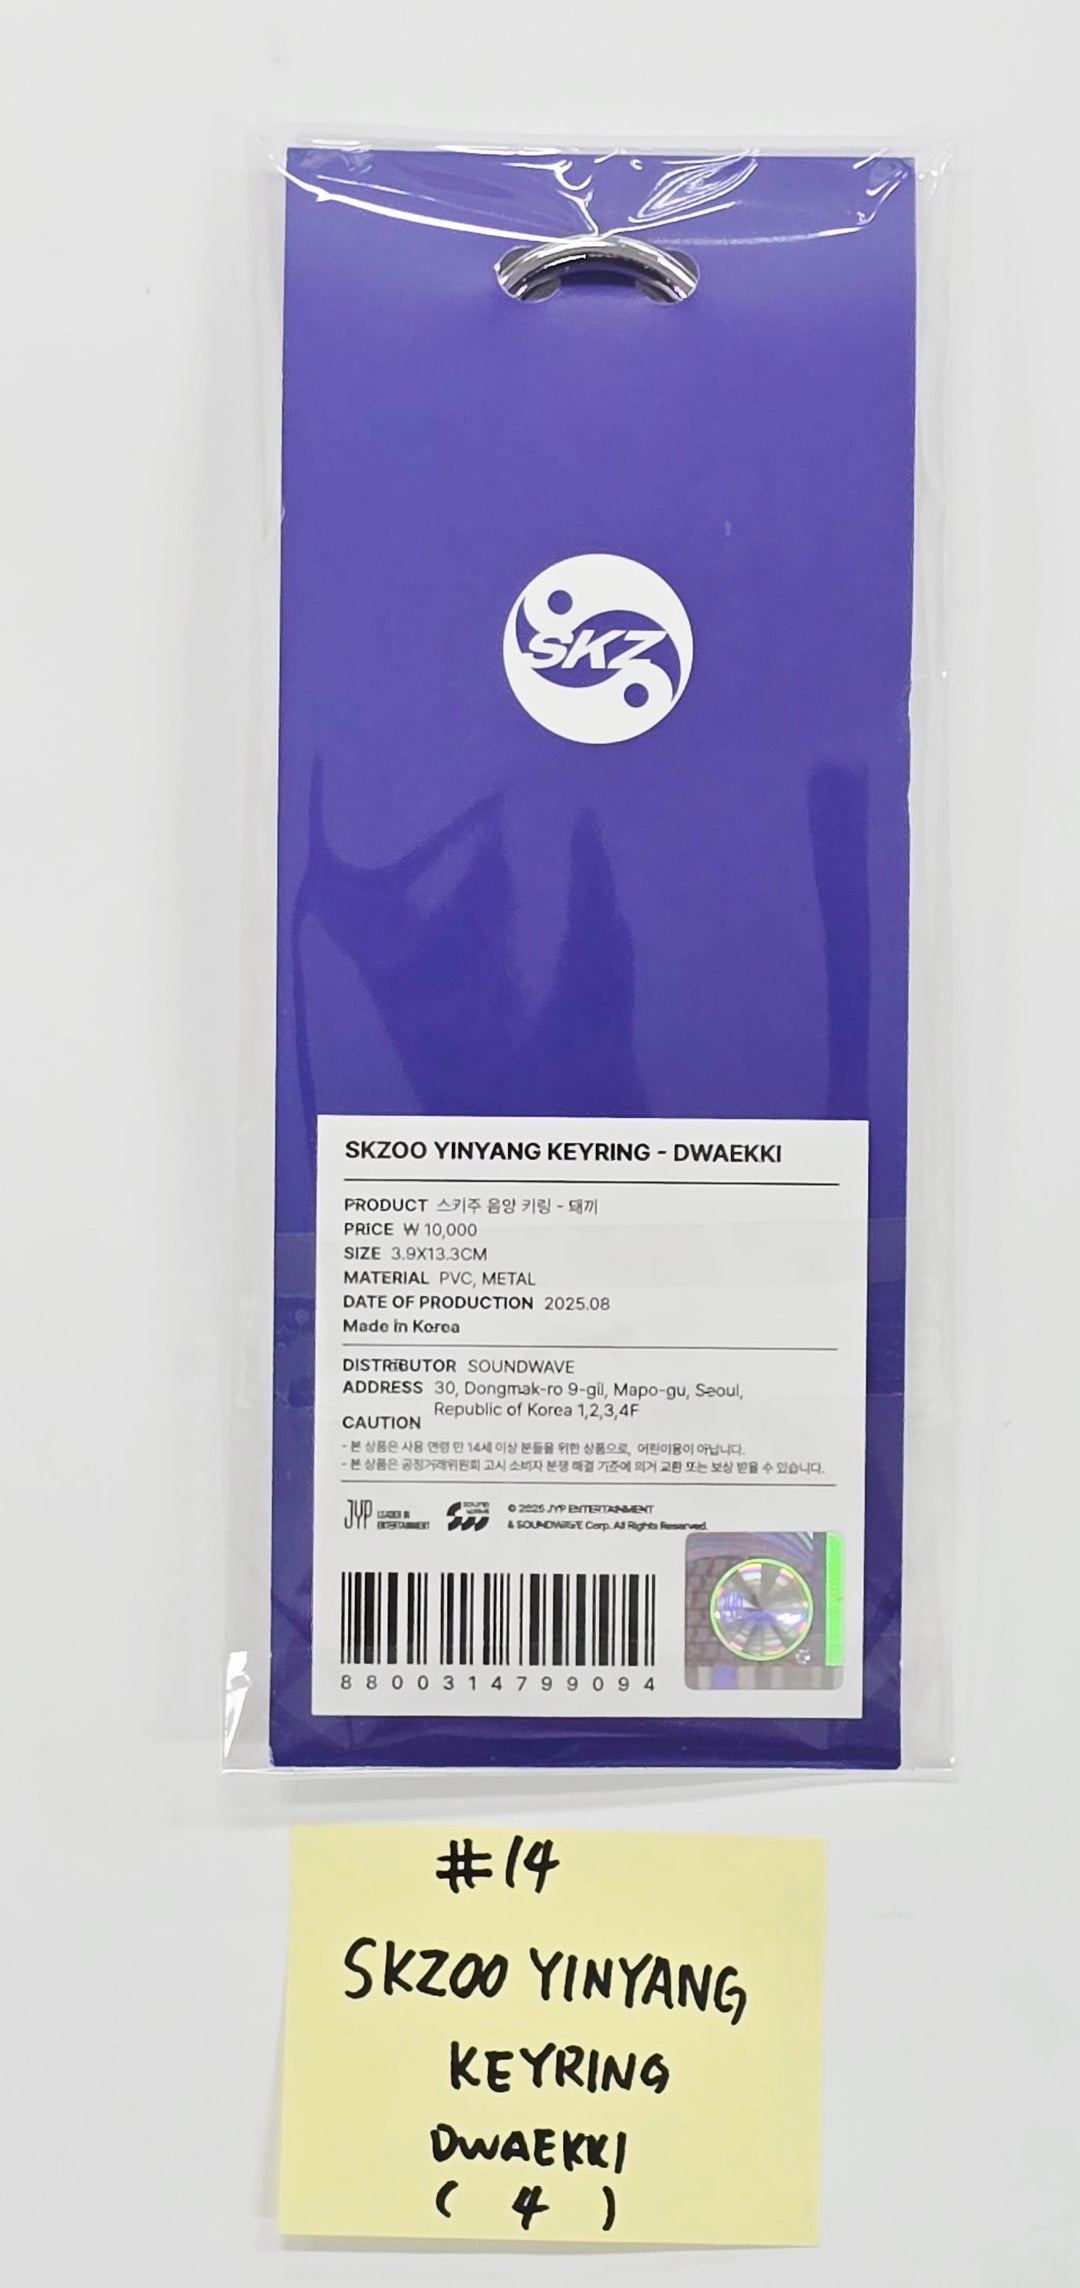 SKZ
SKZOO YINYANG KEYRING - DWAEKKI
PRODUCT 스키주 음양 키링 - 돼끼
PRICE ₩ 10,000
SIZE 3.9X13.3CM
MATERIAL PVC, METAL
DATE OF PRODUCTION 2025.08
Made in Korea
DISTRIBUTOR SOUNDWAVE
ADDRESS 30, Dongmak-ro 9-gil, Mapo-gu, Seoul,
Republic of Korea 1,2,3,4F
CAUTION
- 본 상품은 사용 연령 만 14세 이상 분들을 위한 상품으로, 어린이용이 아닙니다.
- 본 상품은 공정거래위원회 고시 소비자 분쟁 해결 기준에 의거 교환 또는 보상 받을 수 있습니다.
JYP LEADER IN
ENTERTAINMENT
SOUND
WAVE
© 2025 JYP ENTERTAINMENT
& SOUNDWAVE Corp. All Rights Reserved.
8800314799094
#14
SKZOO YINYANG
KEYRING
DWAEKKI
( 4 )